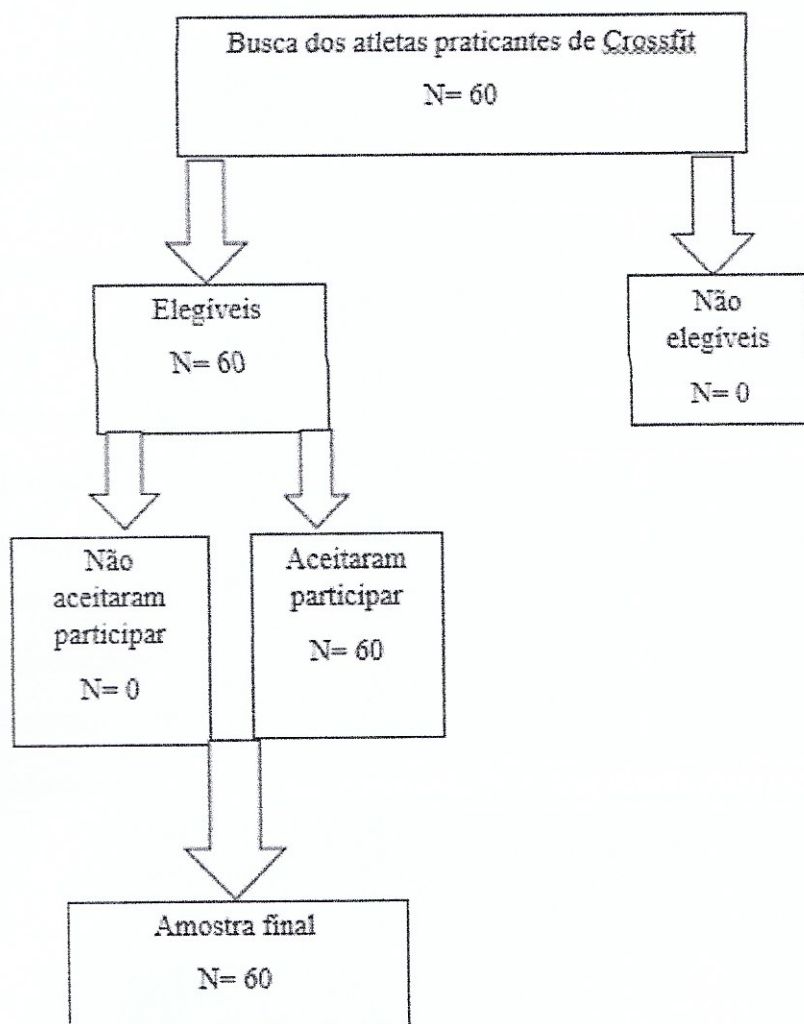 Busca dos atletas praticantes de Crossfit
N= 60
Elegíveis
N= 60
Não
elegíveis
N= 0
Não
aceitaram
participar
N= 0
Aceitaram
participar
N= 60
Amostra final
N= 60